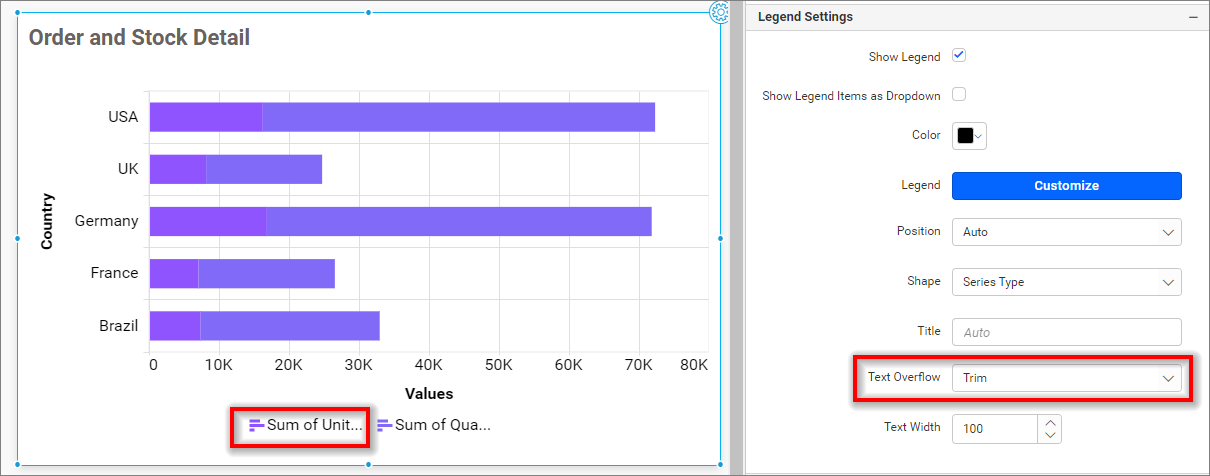 Order and Stock Detail
Country
USA
UK
Germany
France
Brazil
0 10K 20K 30K 40K 50K 60K 70K 80K
Values
Sum of Unit... Sum of Qua...
Legend Settings
Show Legend
Show Legend Items as Dropdown
Color
Legend Customize
Position Auto
Shape Series Type
Title Auto
Text Overflow Trim
Text Width 100